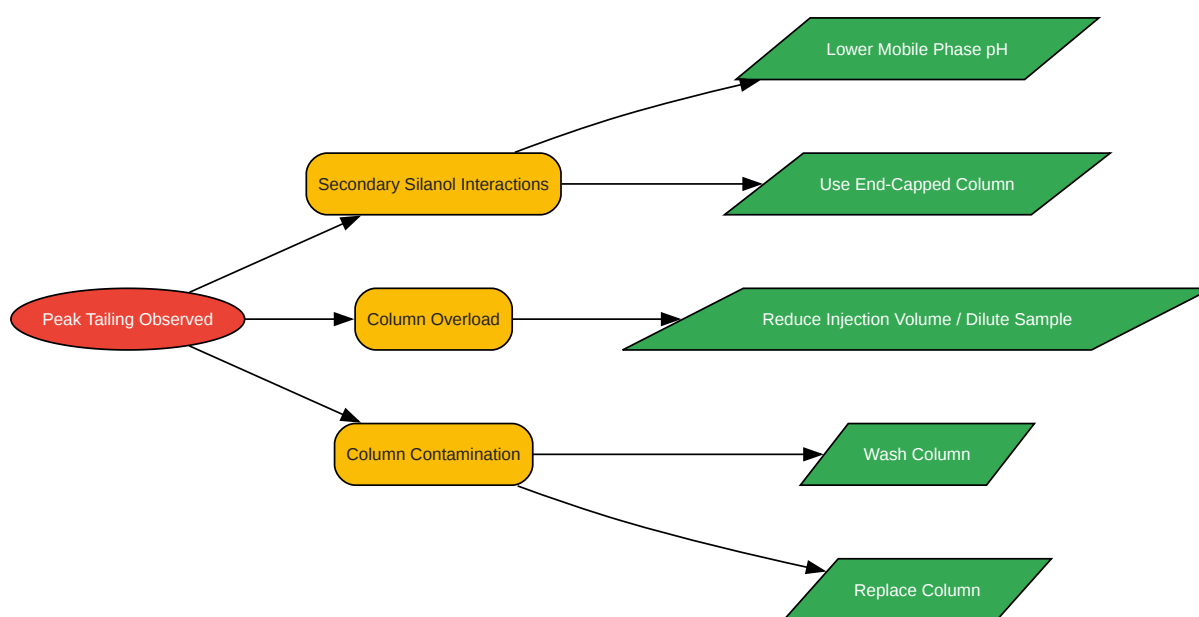 Lower Mobile Phase pH
Secondary Silanol Interactions
Use End-Capped Column
Peak Tailing Observed
Column Overload
Reduce Injection Volume / Dilute Sample
Column Contamination
Wash Column
Replace Column